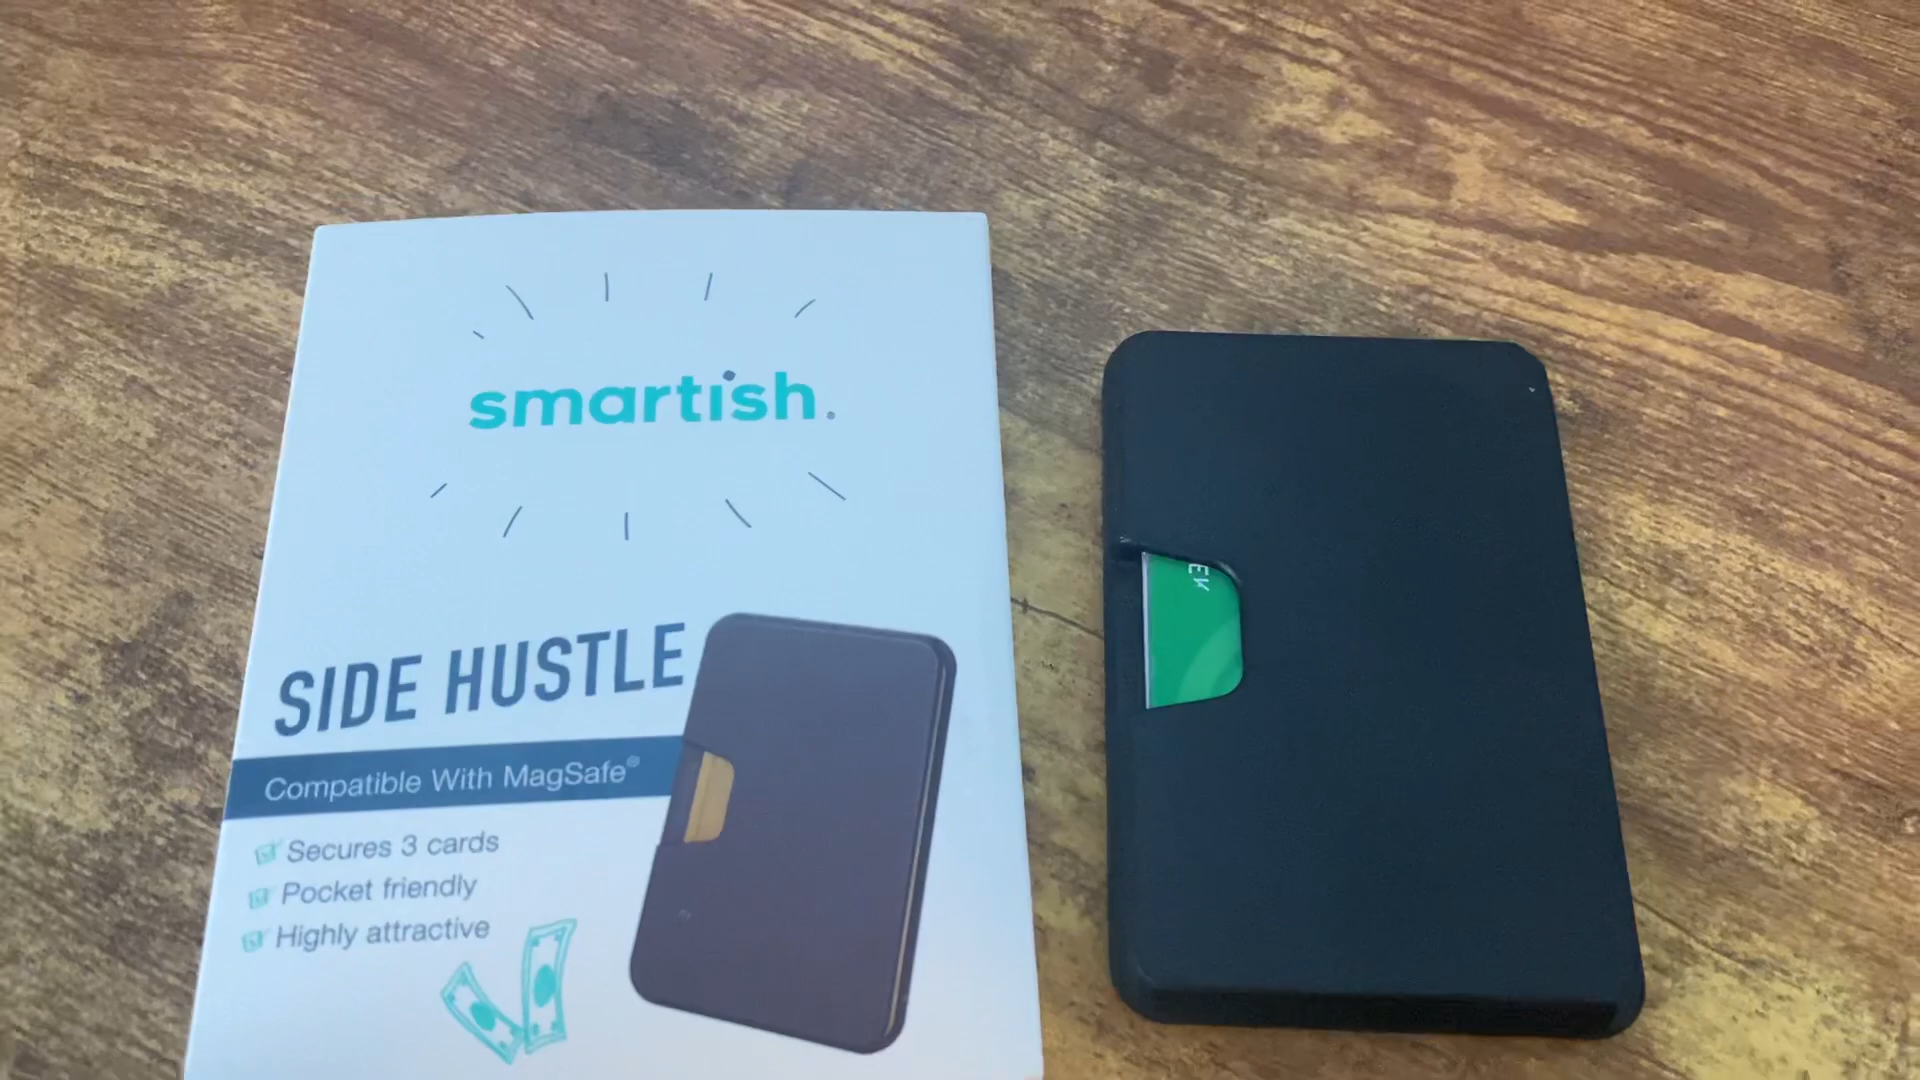 smartish.
SIDE HUSTLE
Compatible With MagSafe®
Secures 3 cards
Pocket friendly
Highly attractive